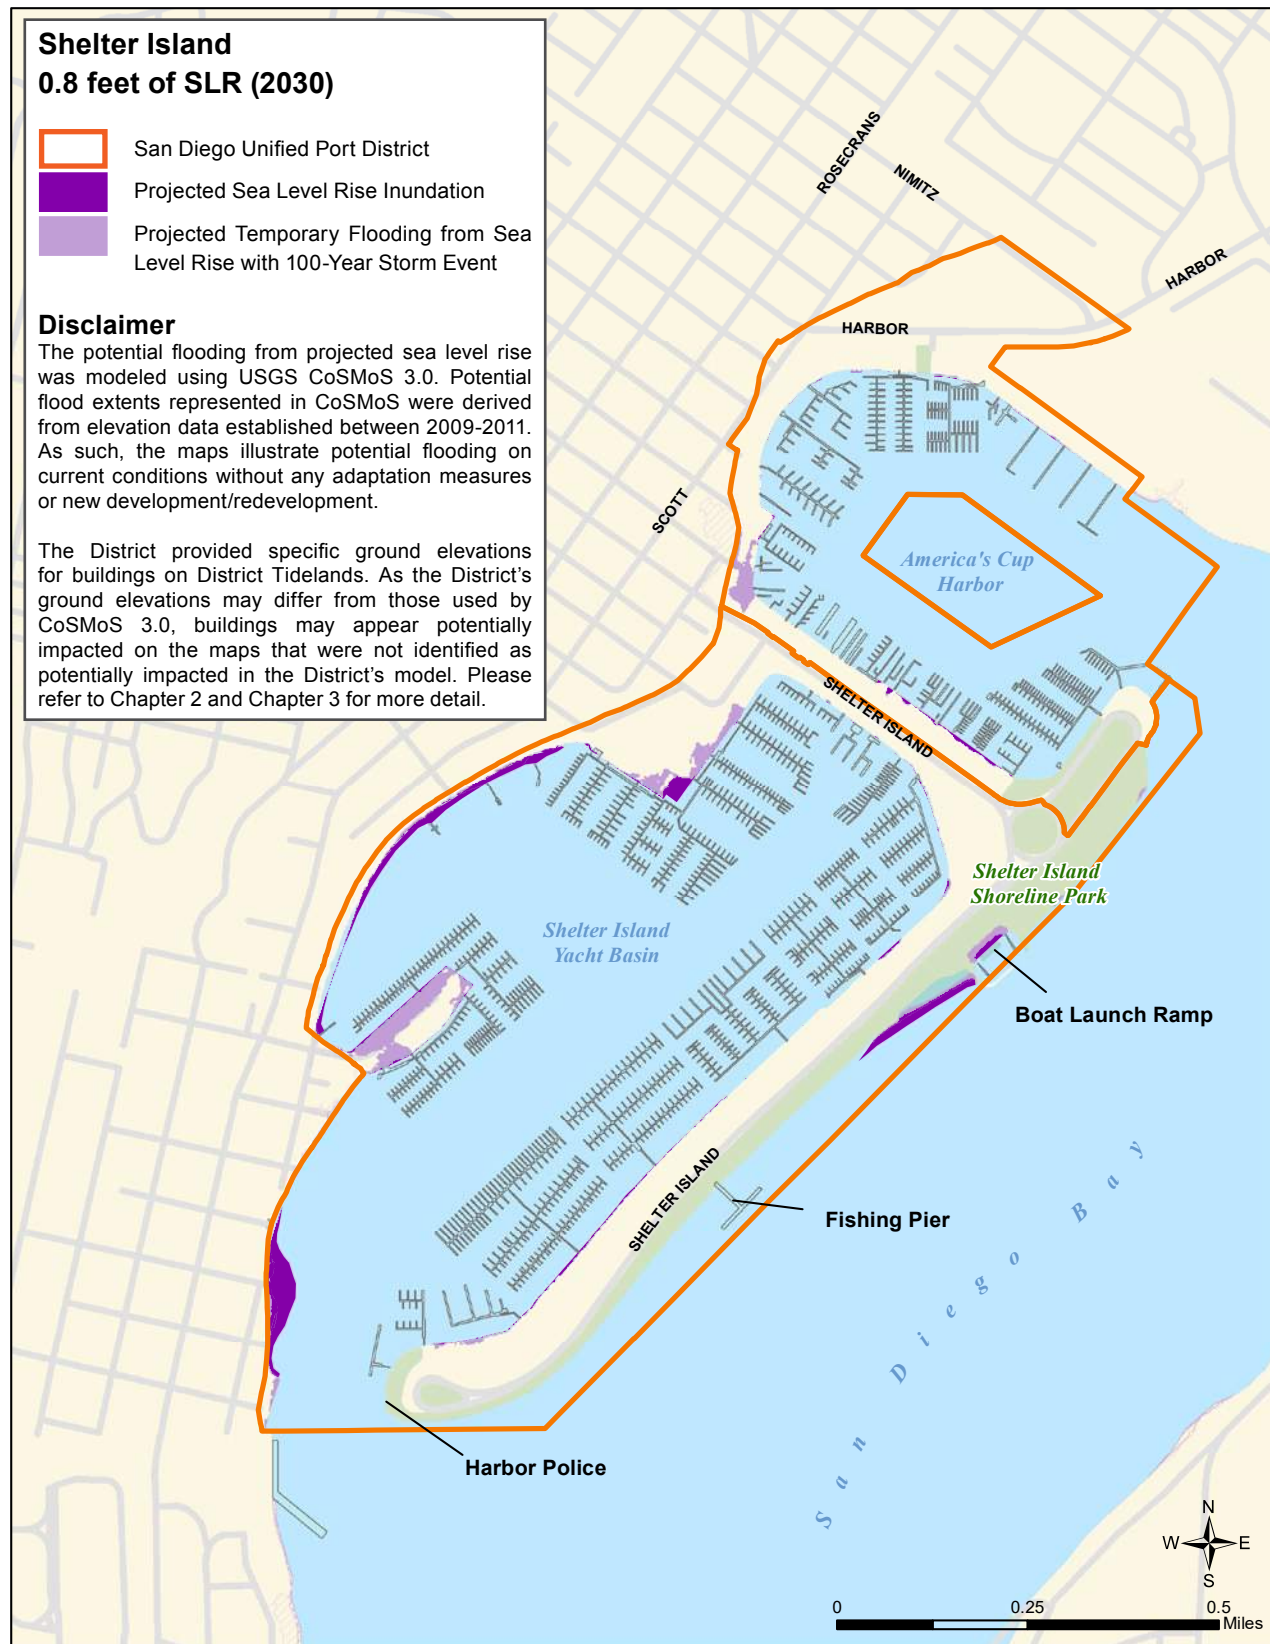 Shelter Island
0.8 feet of SLR (2030)
San Diego Unified Port District
Projected Sea Level Rise Inundation
Projected Temporary Flooding from Sea
Level Rise with 100-Year Storm Event
Disclaimer
The potential flooding from projected sea level rise
was modeled using USGS CoSMoS 3.0. Potential
flood extents represented in CoSMoS were derived
from elevation data established between 2009-2011.
As such, the maps illustrate potential flooding on
current conditions without any adaptation measures
or new development/redevelopment.
The District provided specific ground elevations
for buildings on District Tidelands. As the District's
ground elevations may differ from those used by
CoSMoS 3.0, buildings may appear potentially
impacted on the maps that were not identified as
potentially impacted in the District's model. Please
refer to Chapter 2 and Chapter 3 for more detail.
ROSECRANS
NIMITZ
HARBOR
HARBOR
SCOTT
America's Cup
Harbor
SHELTER ISLAND
Shelter Island
Shoreline Park
Shelter Island
Yacht Basin
Boat Launch Ramp
SHELTER ISLAND
Fishing Pier
San Diego Bay
Harbor Police
N
W E
S
0 0.25 0.5
Miles